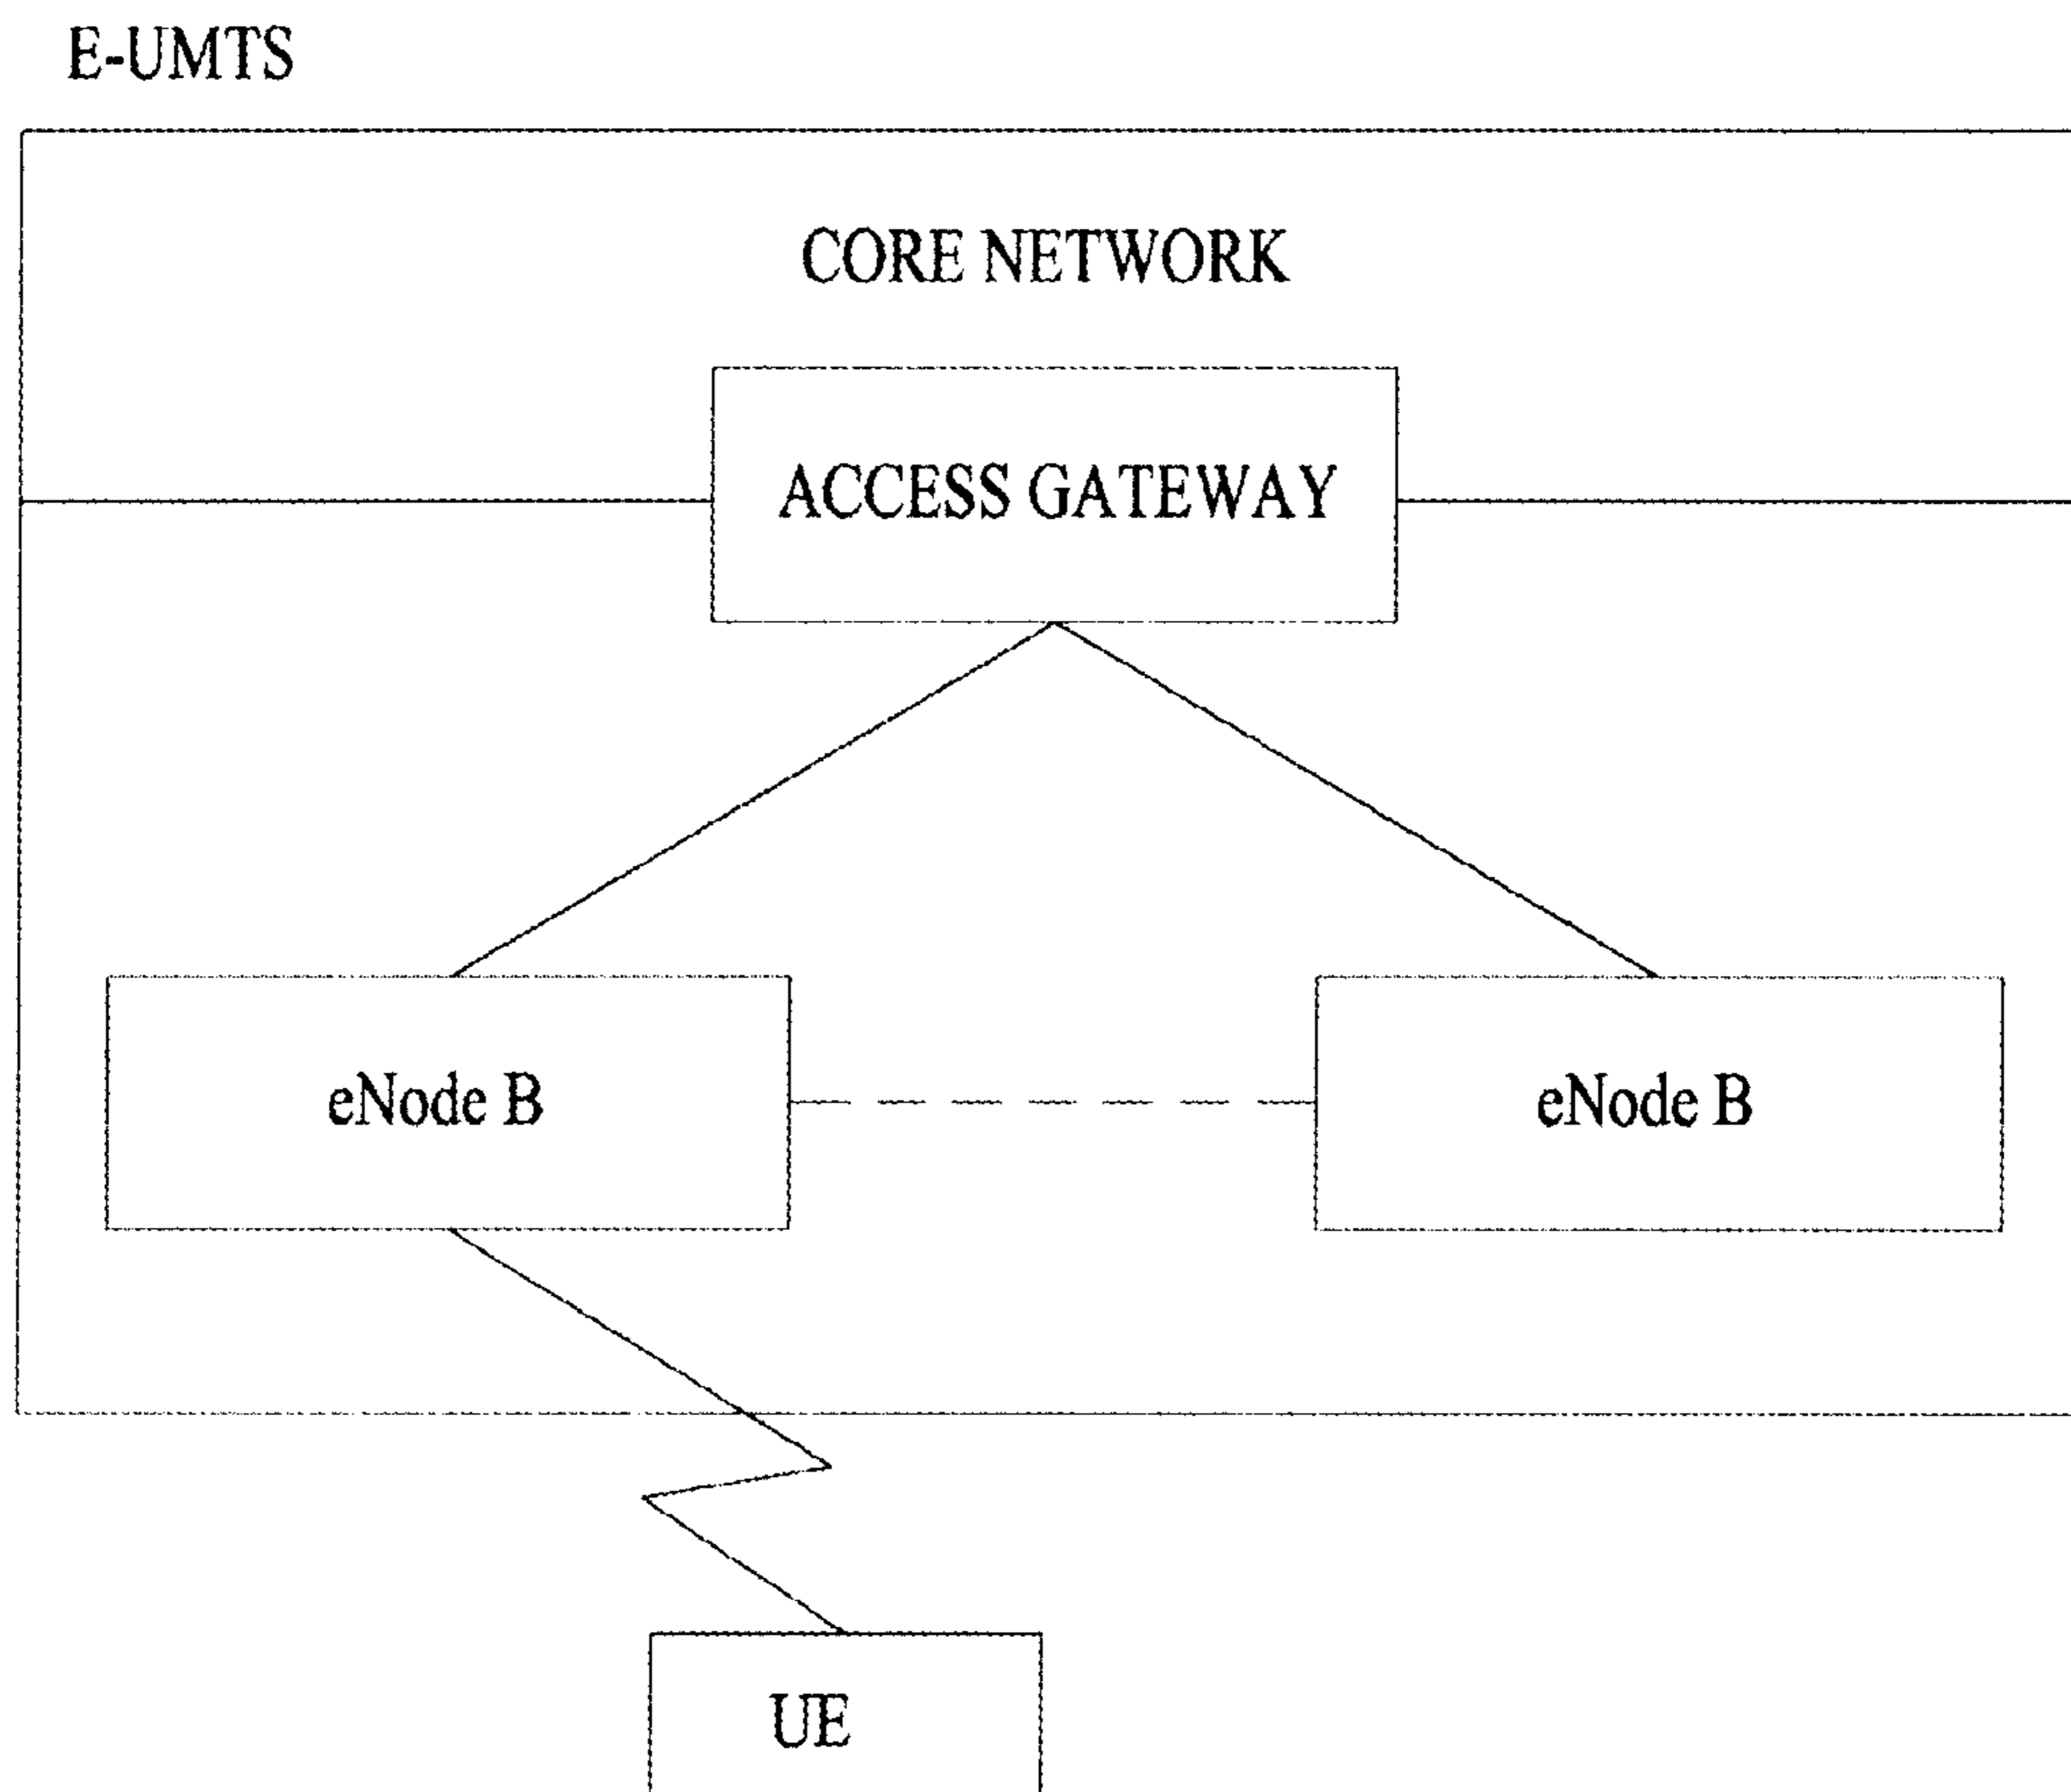 E-UMTS
CORE NETWORK
ACCESS GATEWAY
eNode B
eNode B
UE